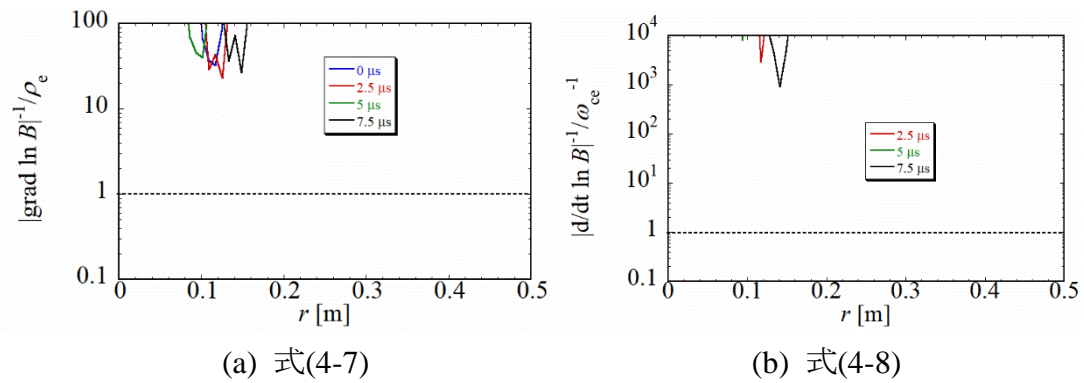 |grad ln B|⁻¹/ρₑ
100
10
1
0.1
0 μs
2.5 μs
5 μs
7.5 μs
0 0.1 0.2 0.3 0.4 0.5
r [m]
(a) 式(4-7)
|d/dt ln B|⁻¹/ω_ce⁻¹
10⁴
10³
10²
10¹
1
0.1
2.5 μs
5 μs
7.5 μs
0 0.1 0.2 0.3 0.4 0.5
r [m]
(b) 式(4-8)